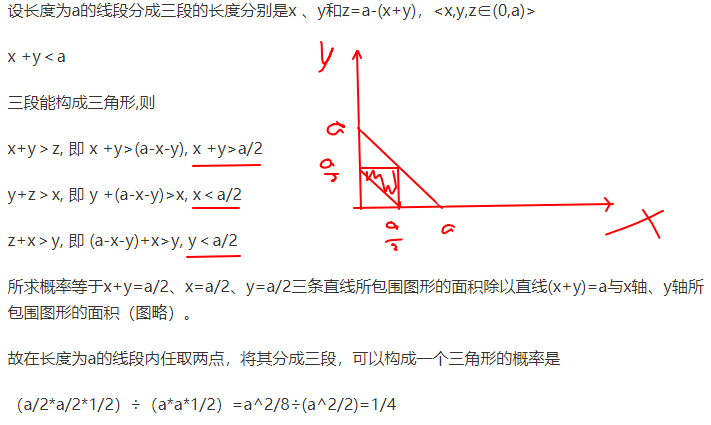 设长度为a的线段分成三段的长度分别是x 、y和z=a-(x+y)，<x,y,z∈(0,a)>
x +y＜a
三段能构成三角形,则
x+y＞z, 即 x +y>(a-x-y), x +y>a/2
y+z＞x, 即 y +(a-x-y)>x, x＜a/2
z+x＞y, 即 (a-x-y)+x>y, y＜a/2
y
a
a/2
a/2
a
x
所求概率等于x+y=a/2、x=a/2、y=a/2三条直线所包围图形的面积除以直线(x+y)=a与x轴、y轴所
包围图形的面积（图略）。
故在长度为a的线段内任取两点，将其分成三段，可以构成一个三角形的概率是
（a/2*a/2*1/2）÷（a*a*1/2）=a^2/8÷(a^2/2)=1/4